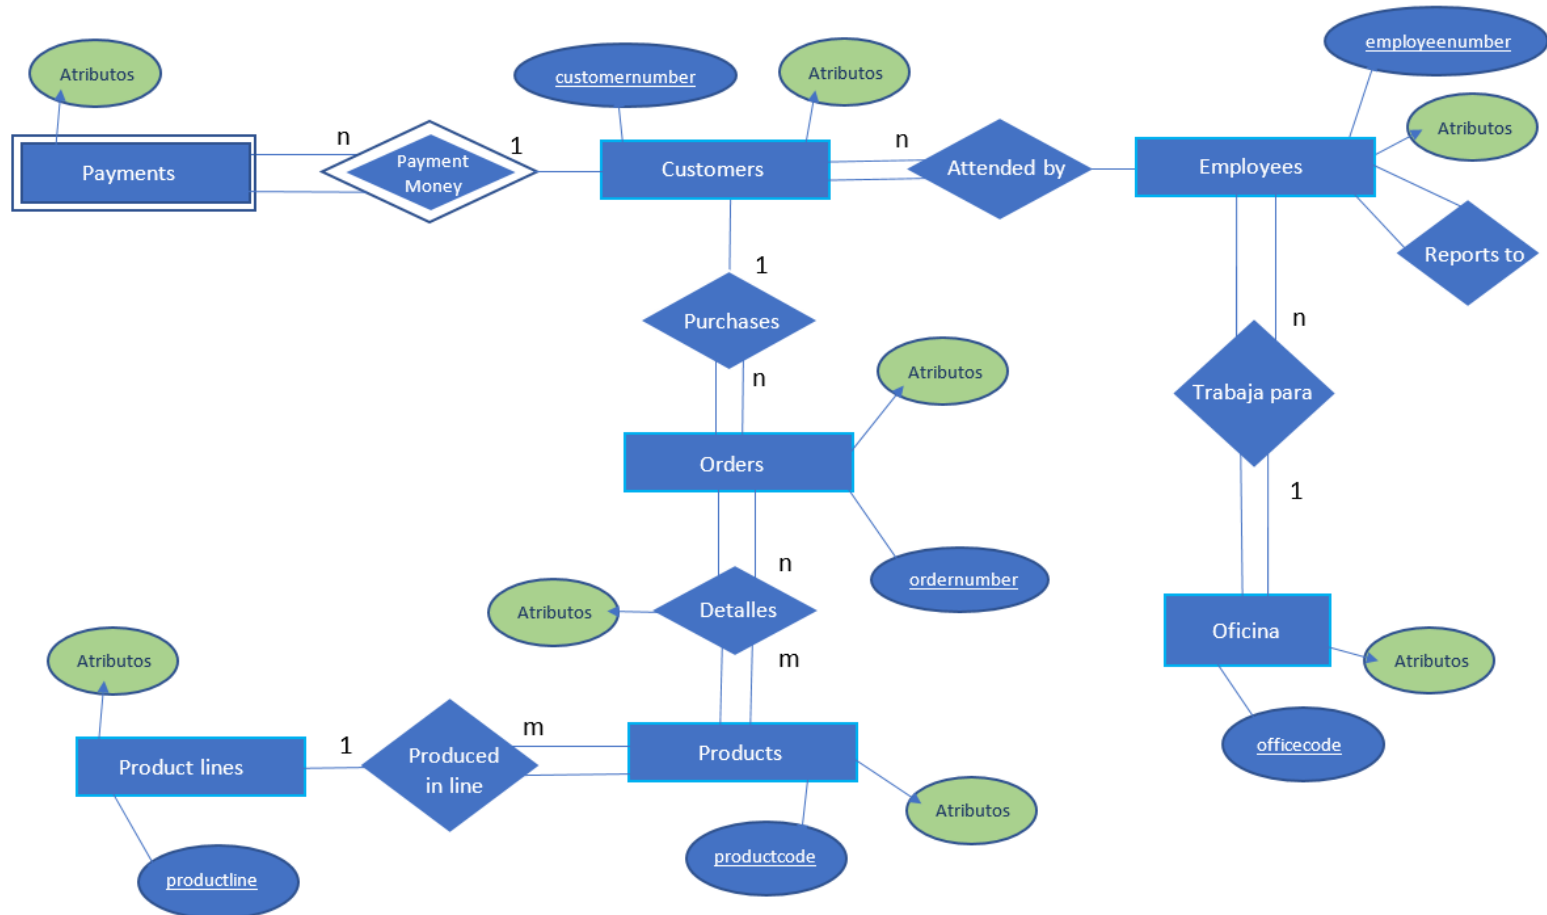 employeenumber
Atributos
customernumber
Atributos
Atributos
n
1
n
Payments
Payment
Money
Customers
Attended by
Employees
Reports to
1
Purchases
n
n
Atributos
Trabaja para
Orders
1
n
ordernumber
Atributos
Detalles
m
Oficina
Atributos
Atributos
officecode
1
m
Product lines
Produced
in line
Products
Atributos
productcode
productline